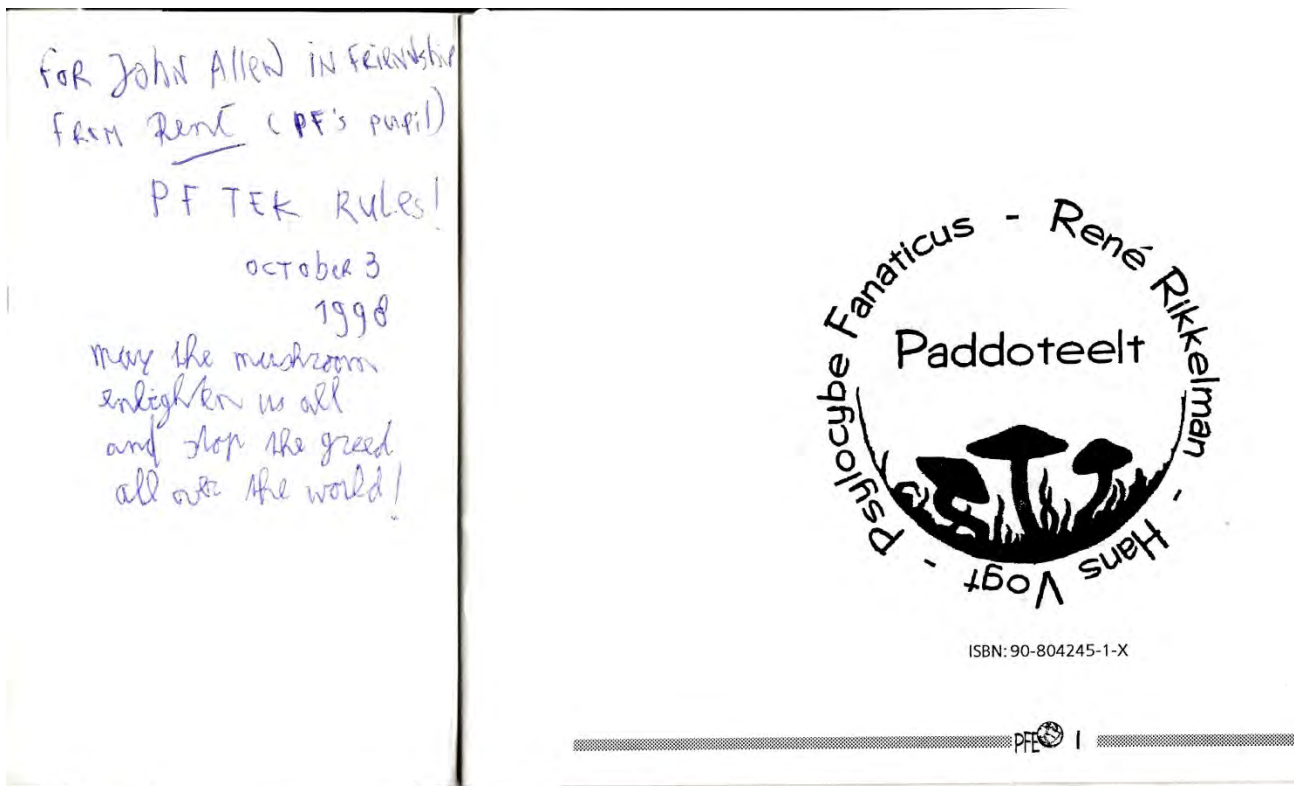 FOR JOHN AllEN IN FRIENDSHIP
FROM René (PF's pupil)
PF TEK RULes!
OCTOBER 3
1998
may the mushroom
enlighten us all
and stop the greed
all over the world!
Psylocybe Fanaticus - René Rikkelman - Hans Vogt -
Paddoteelt
ISBN: 90-804245-1-X
PFE 1